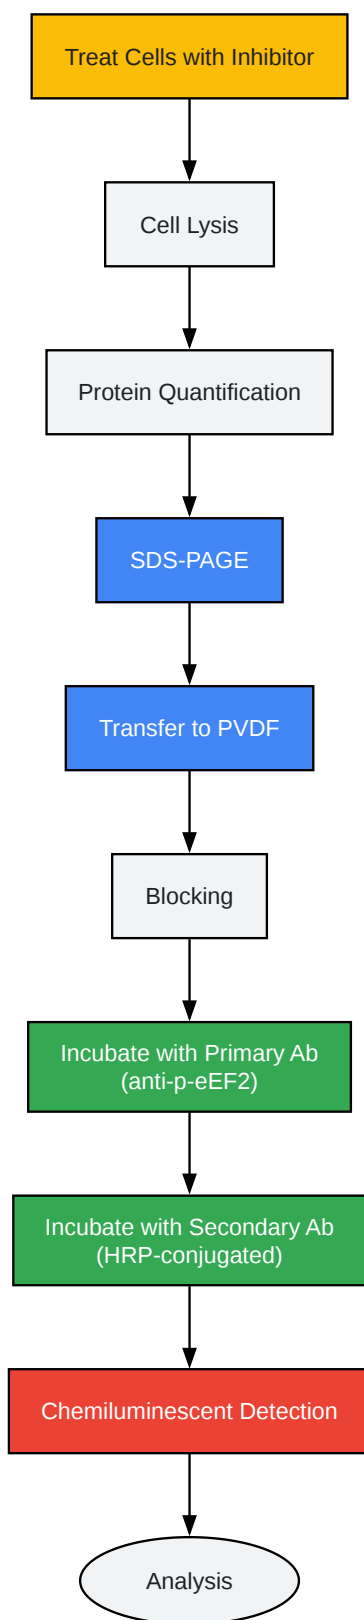 Treat Cells with Inhibitor
Cell Lysis
Protein Quantification
SDS-PAGE
Transfer to PVDF
Blocking
Incubate with Primary Ab
(anti-p-eEF2)
Incubate with Secondary Ab
(HRP-conjugated)
Chemiluminescent Detection
Analysis